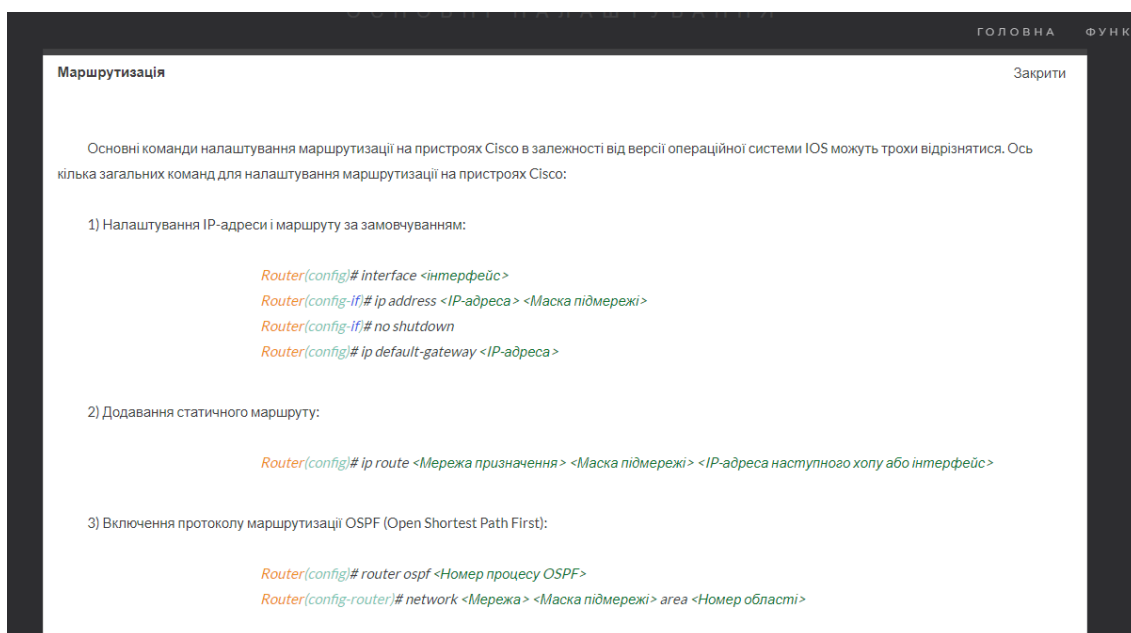 ОСНОВНІ НАЛАШТУВАННЯ
ГОЛОВНА ФУНК
Маршрутизація Закрити
Основні команди налаштування маршрутизації на пристроях Cisco в залежності від версії операційної системи IOS можуть трохи відрізнятися. Ось
кілька загальних команд для налаштування маршрутизації на пристроях Cisco:
1) Налаштування IP-адреси і маршруту за замовчуванням:
Router(config)# interface <інтерфейс>
Router(config-if)# ip address <IP-адреса> <Маска підмережі>
Router(config-if)# no shutdown
Router(config)# ip default-gateway <IP-адреса>
2) Додавання статичного маршруту:
Router(config)# ip route <Мережа призначення> <Маска підмережі> <IP-адреса наступного хопу або інтерфейс>
3) Включення протоколу маршрутизації OSPF (Open Shortest Path First):
Router(config)# router ospf <Номер процесу OSPF>
Router(config-router)# network <Мережа> <Маска підмережі> area <Номер області>